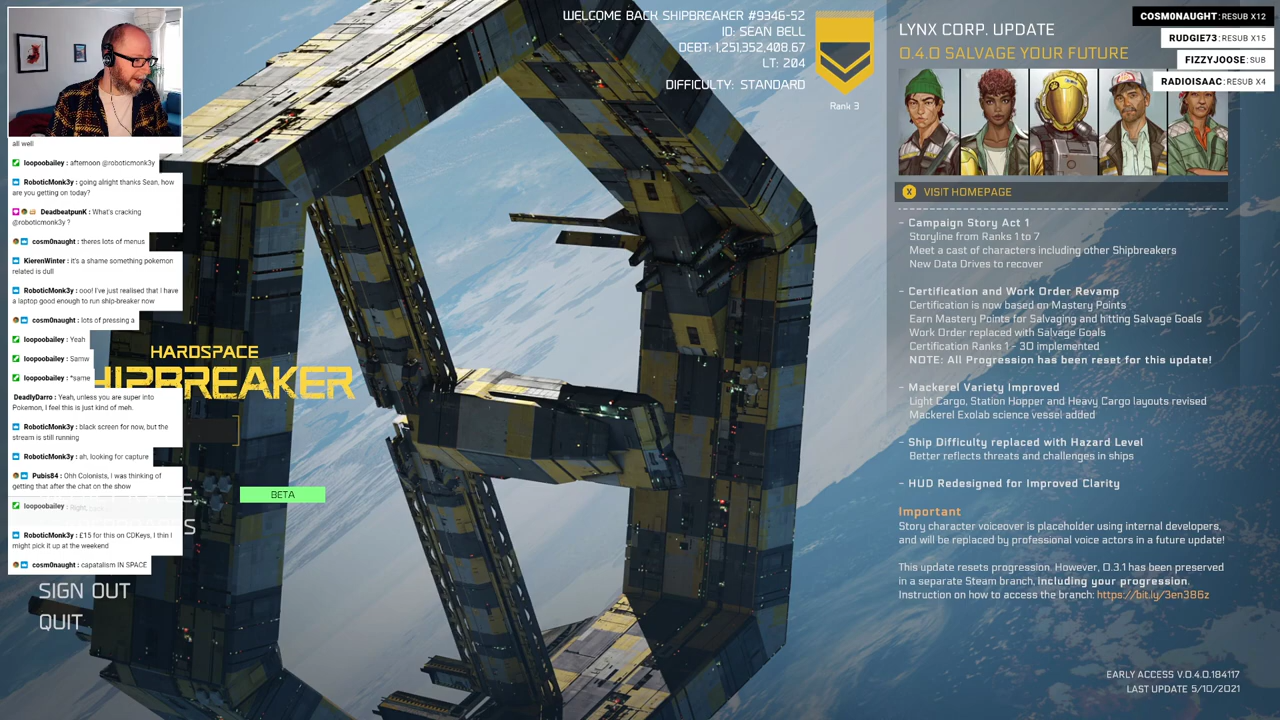 WELCOME BACK SHIPBREAKER #9346-52
ID: SEAN BELL
DEBT: 1,251,352,408.67
LT: 204
DIFFICULTY: STANDARD
Rank 3
COSM0NAUGHT: RESUB X12
RUDGIE73: RESUB X15
FIZZYJOOSE: SUB
RADIOISAAC: RESUB X4
all well
loopoobailey : afternoon @roboticmonk3y
RoboticMonk3y : going alright thanks Sean, how
are you getting on today?
DeadbeatpunK : What's cracking
@roboticmonk3y ?
cosm0naught : theres lots of menus
KierenWinter : it's a shame something pokemon
related is dull
RoboticMonk3y : ooo! I've just realised that I have
a laptop good enough to run ship-breaker now
cosm0naught : lots of pressing a
loopoobailey : Yeah
loopoobailey : Samw
loopoobailey : *same
DeadlyDarro : Yeah, unless you are super into
Pokemon, I feel this is just kind of meh.
RoboticMonk3y : black screen for now, but the
stream is still running
RoboticMonk3y : ah, looking for capture
Pubis84 : Ohh Colonists, I was thinking of
getting that after the chat on the show
loopoobailey : Right,
RoboticMonk3y : £15 for this on CDKeys, I thin I
might pick it up at the weekend
cosm0naught : capatalism IN SPACE
HARDSPACE
HIPBREAKER
BETA
SIGN OUT
QUIT
LYNX CORP. UPDATE
0.4.0 SALVAGE YOUR FUTURE
X VISIT HOMEPAGE
- Campaign Story Act 1
Storyline from Ranks 1 to 7
Meet a cast of characters including other Shipbreakers
New Data Drives to recover
- Certification and Work Order Revamp
Certification is now based on Mastery Points
Earn Mastery Points for Salvaging and hitting Salvage Goals
Work Order replaced with Salvage Goals
Certification Ranks 1 - 30 implemented
NOTE: All Progression has been reset for this update!
- Mackerel Variety Improved
Light Cargo, Station Hopper and Heavy Cargo layouts revised
Mackerel Exolab science vessel added
- Ship Difficulty replaced with Hazard Level
Better reflects threats and challenges in ships
- HUD Redesigned for Improved Clarity
Important
Story character voiceover is placeholder using internal developers,
and will be replaced by professional voice actors in a future update!
This update resets progression. However, 0.3.1 has been preserved
in a separate Steam branch, including your progression.
Instruction on how to access the branch: https://bit.ly/3en386z
EARLY ACCESS V.0.4.0.184117
LAST UPDATE 5/10/2021